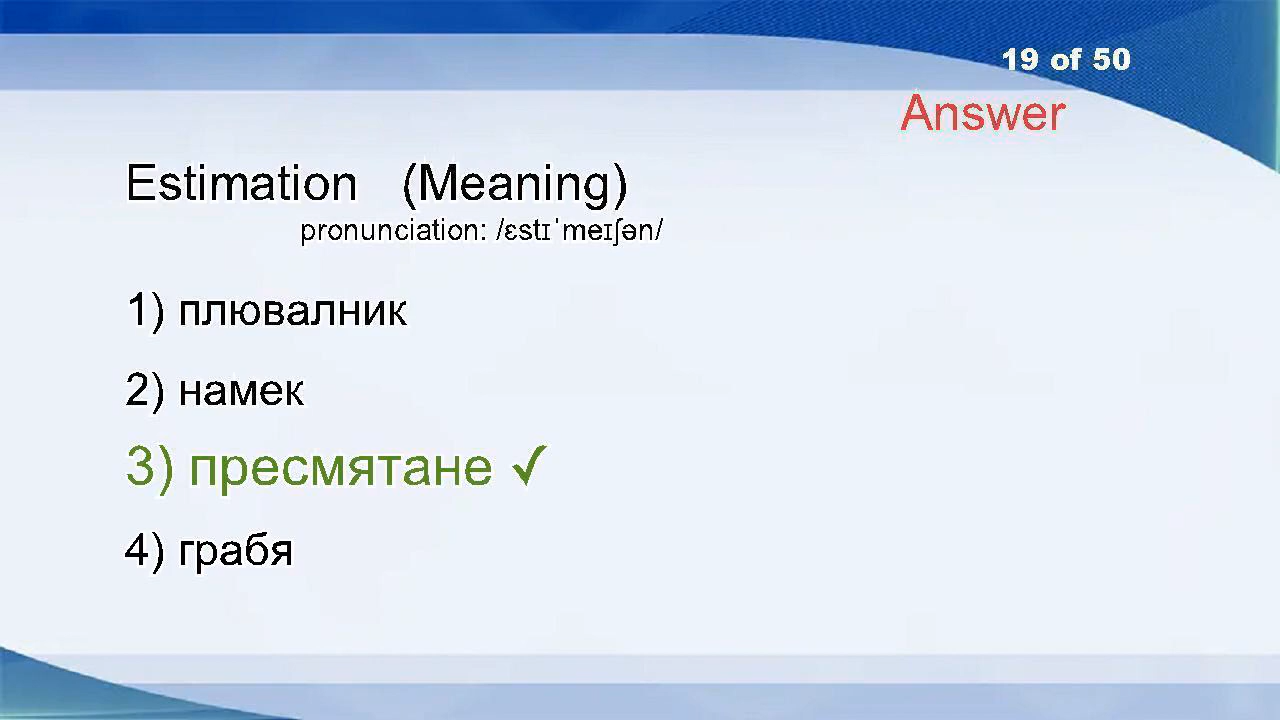 19 of 50
Answer
Estimation (Meaning)
pronunciation: /ɛstɪˈmeɪʃən/
1) плювалник
2) намек
3) пресмятане ✓
4) грабя